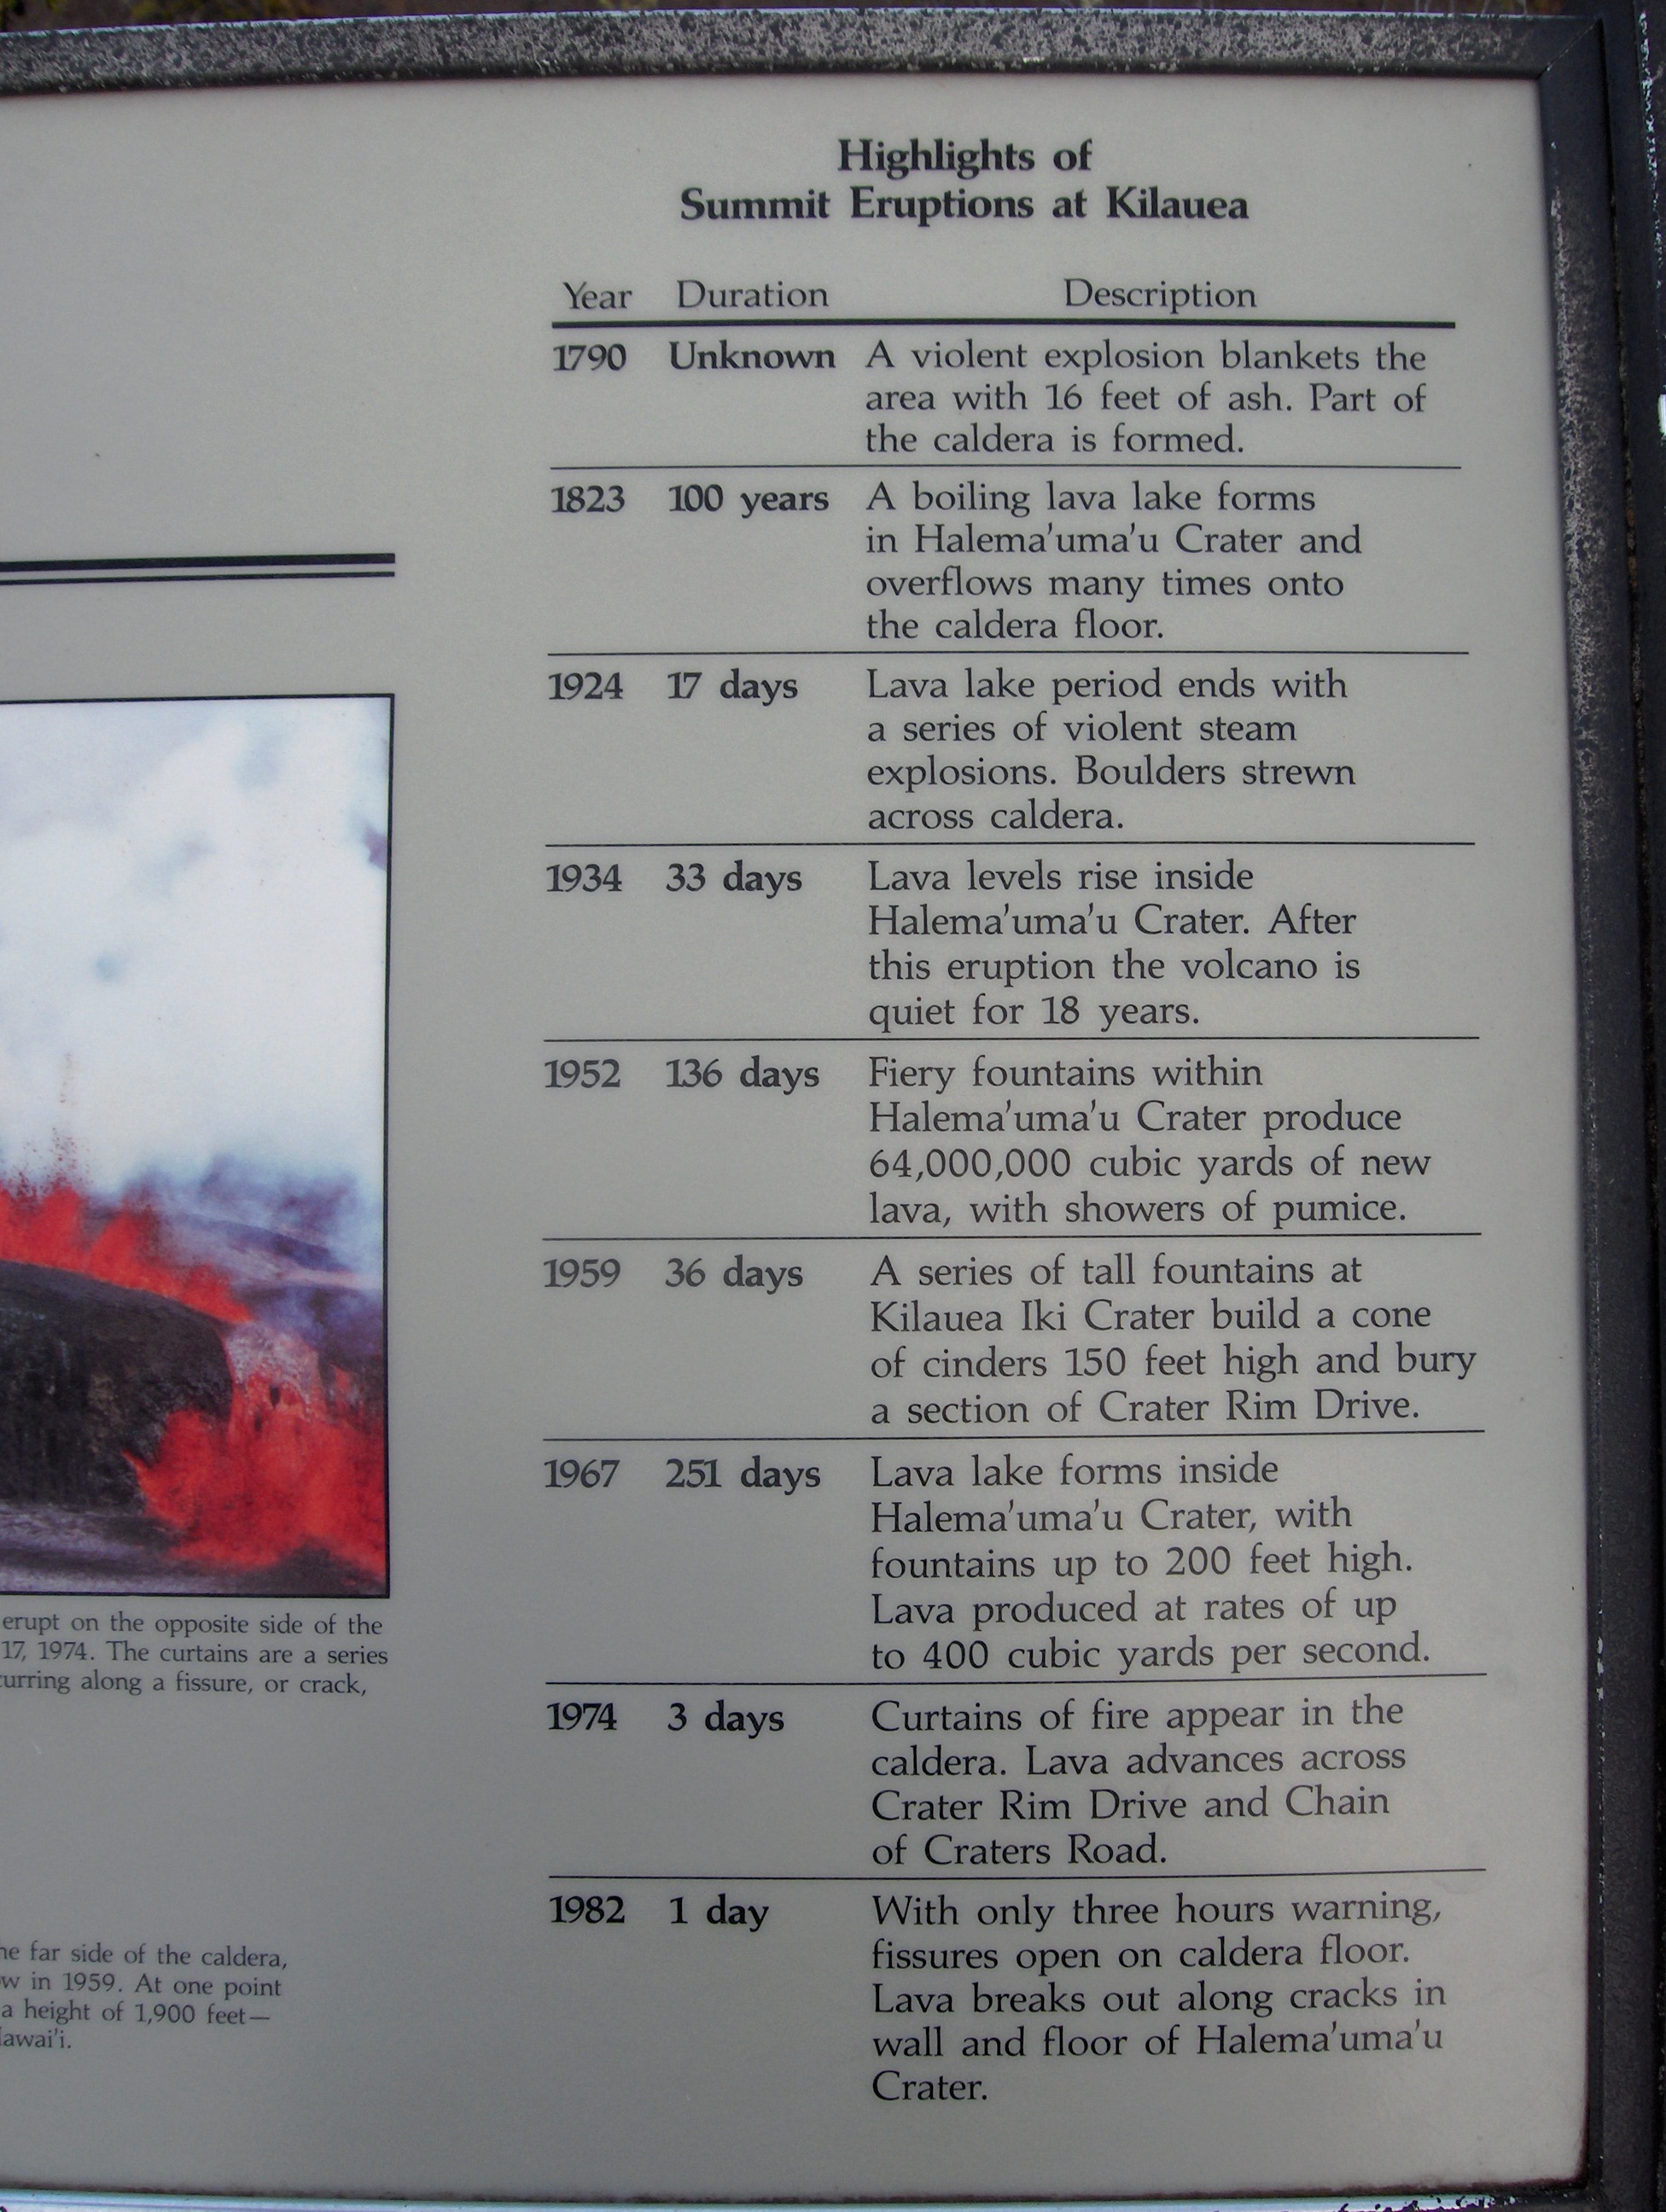 Highlights of
Summit Eruptions at Kilauea
Year Duration Description
1790 Unknown A violent explosion blankets the
area with 16 feet of ash. Part of
the caldera is formed.
1823 100 years A boiling lava lake forms
in Halema'uma'u Crater and
overflows many times onto
the caldera floor.
1924 17 days Lava lake period ends with
a series of violent steam
explosions. Boulders strewn
across caldera.
1934 33 days Lava levels rise inside
Halema'uma'u Crater. After
this eruption the volcano is
quiet for 18 years.
1952 136 days Fiery fountains within
Halema'uma'u Crater produce
64,000,000 cubic yards of new
lava, with showers of pumice.
1959 36 days A series of tall fountains at
Kilauea Iki Crater build a cone
of cinders 150 feet high and bury
a section of Crater Rim Drive.
1967 251 days Lava lake forms inside
Halema'uma'u Crater, with
fountains up to 200 feet high.
Lava produced at rates of up
to 400 cubic yards per second.
1974 3 days Curtains of fire appear in the
caldera. Lava advances across
Crater Rim Drive and Chain
of Craters Road.
1982 1 day With only three hours warning,
fissures open on caldera floor.
Lava breaks out along cracks in
wall and floor of Halema'uma'u
Crater.
erupt on the opposite side of the
17, 1974. The curtains are a series
along a fissure, or crack,
far side of the caldera,
in 1959. At one point
a height of 1,900 feet—